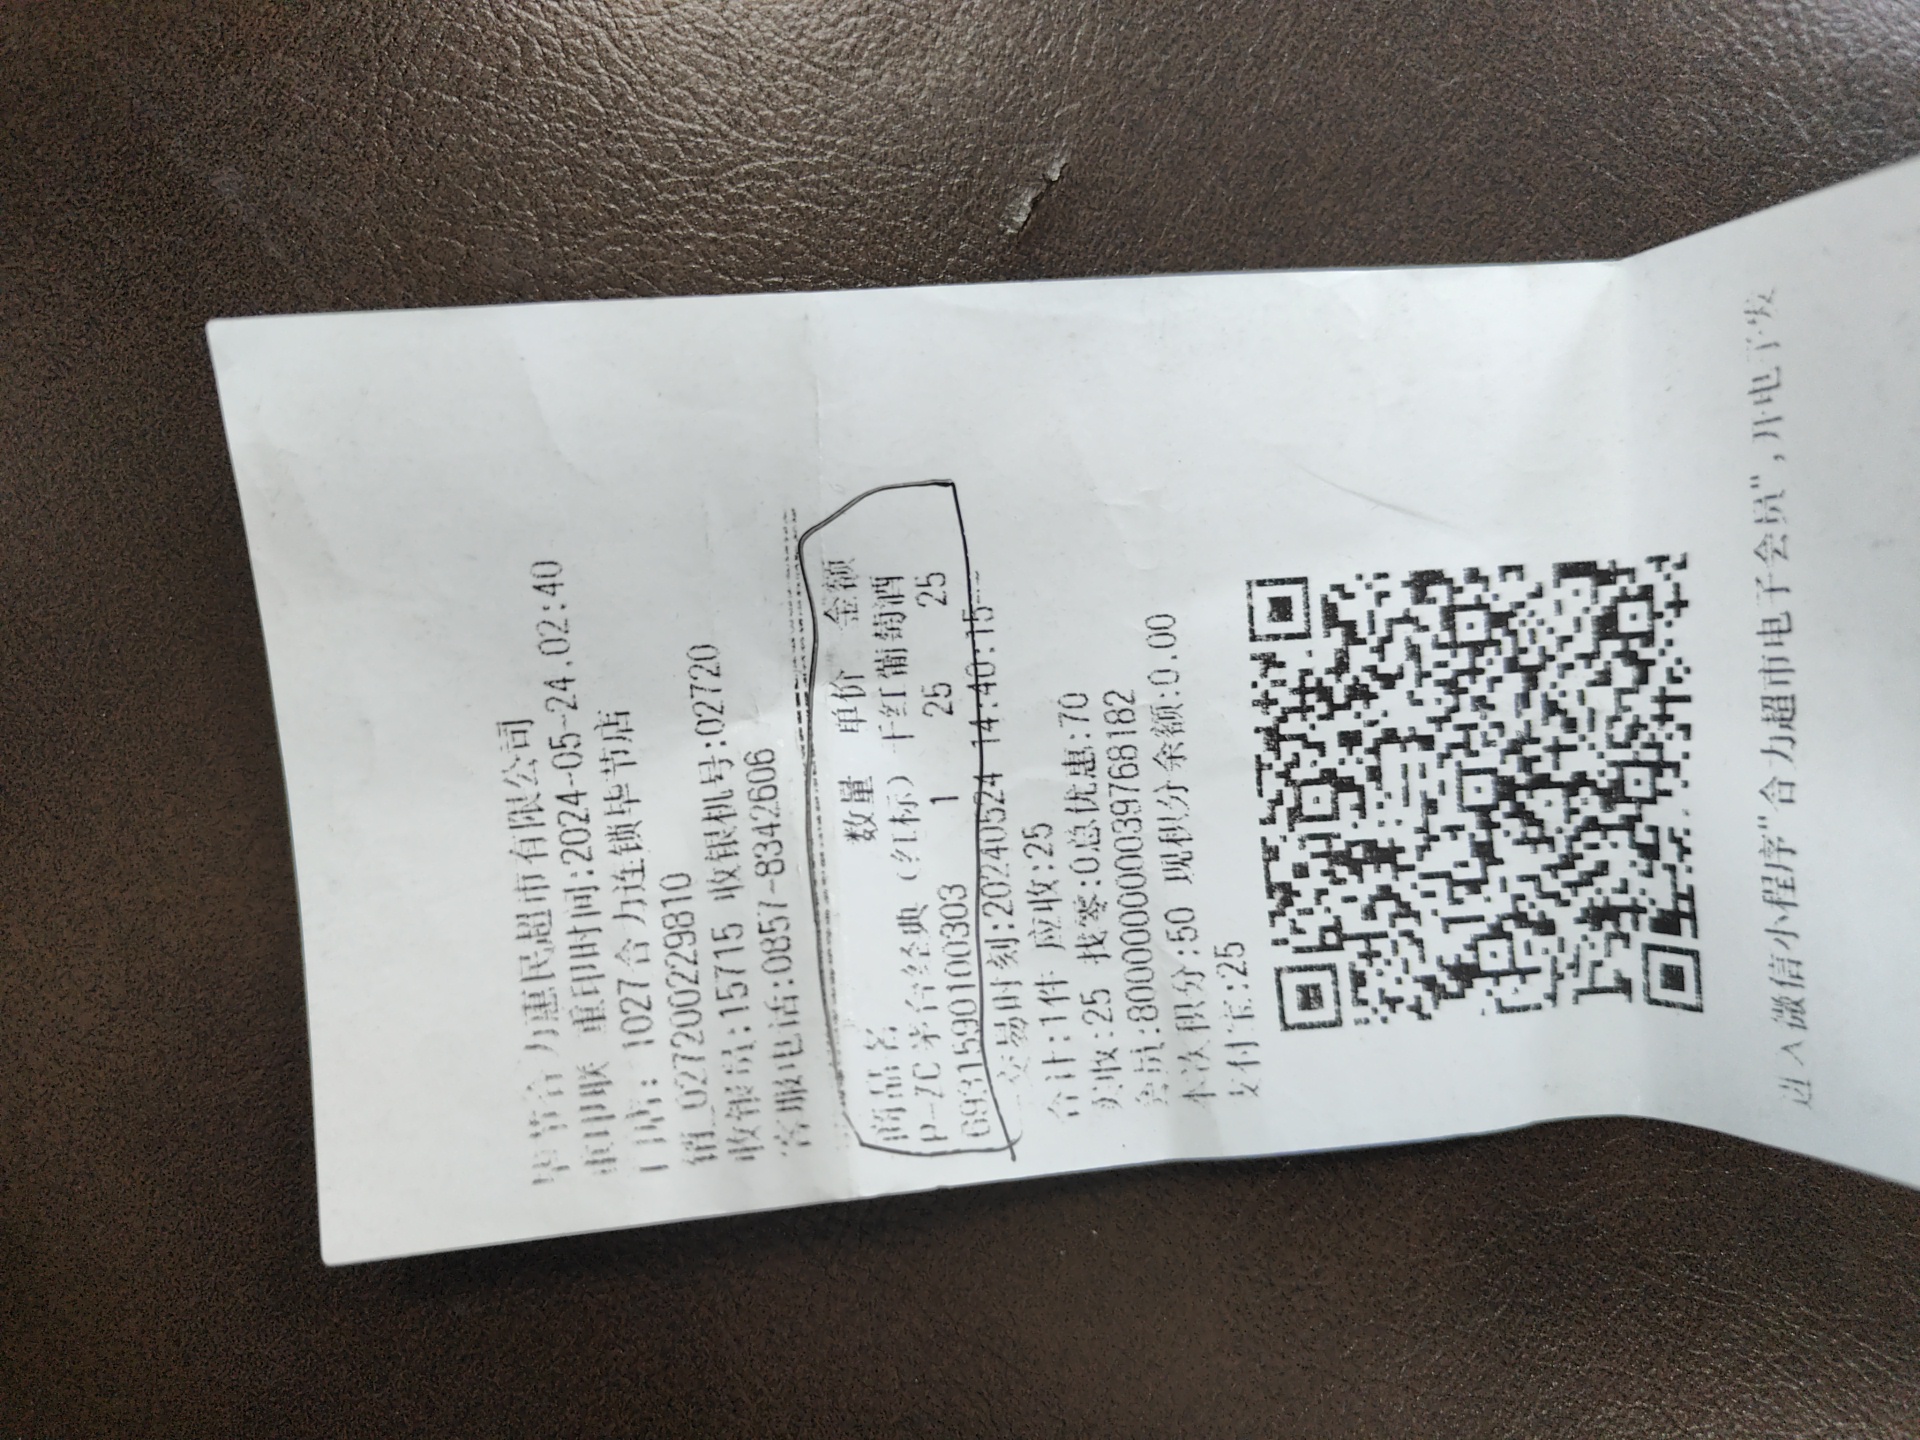 毕节合力惠民超市有限公司
重印联 重印时间:2024-05-24.02:40
门店: 1027合力连锁毕节店
销_027200229810
收银员:15715 收银机号:02720
客服电话:0857-8342606
商品名 数量 单价 金额
P-ZC茅台经典（红标）干红葡萄酒
6931590100303 1 25 25
交易时刻:20240524 14:40:15
合计:1件 应收:25
实收:25 找零:0总优惠:70
会员:8000000000039768182
本次积分:50 现积分余额:0.00
支付宝:25
进入微信小程序"合力超市电子会员",开电子发